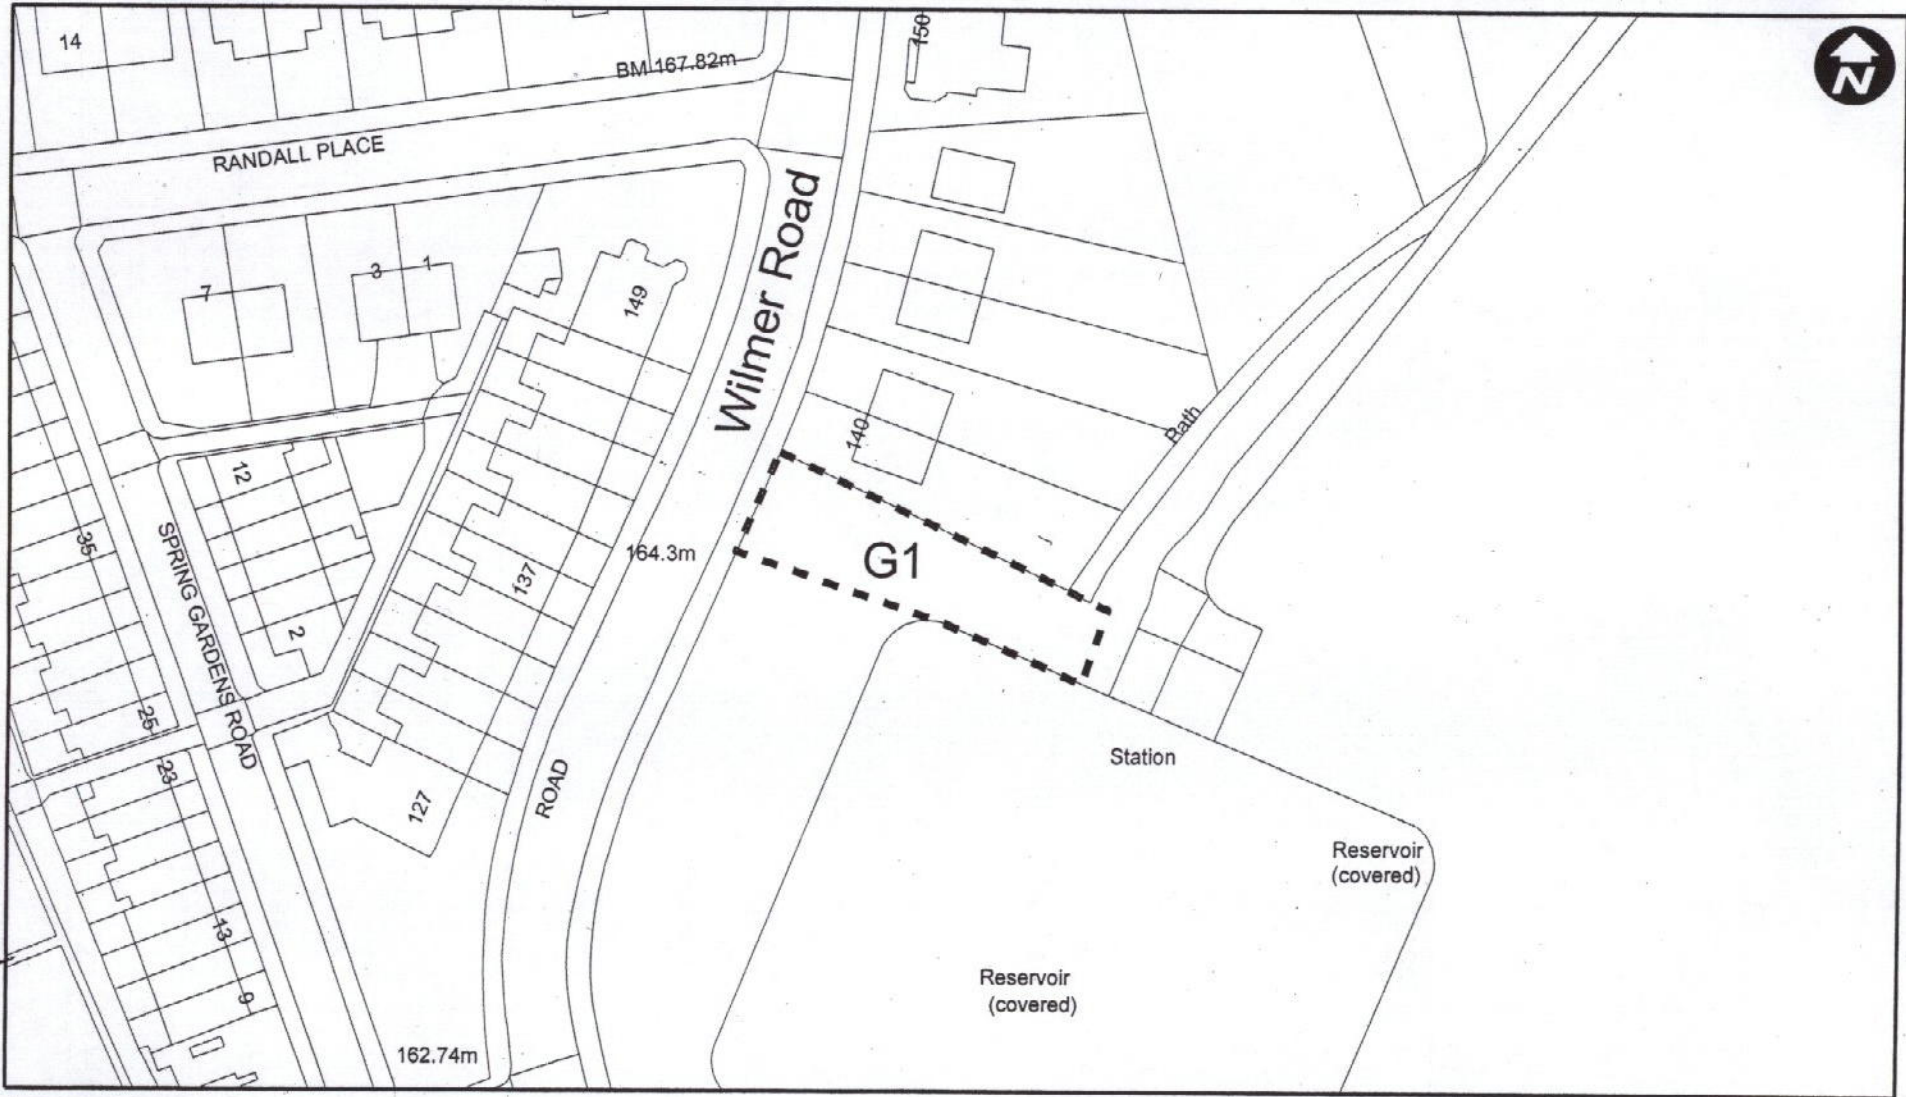 14
BM 167.82m
150
N
RANDALL PLACE
Wilmer Road
7
3
1
149
140
Path
12
35
SPRING GARDENS ROAD
137
164.3m
G1
2
25
23
127
ROAD
Station
Reservoir
(covered)
13
9
Reservoir
(covered)
162.74m